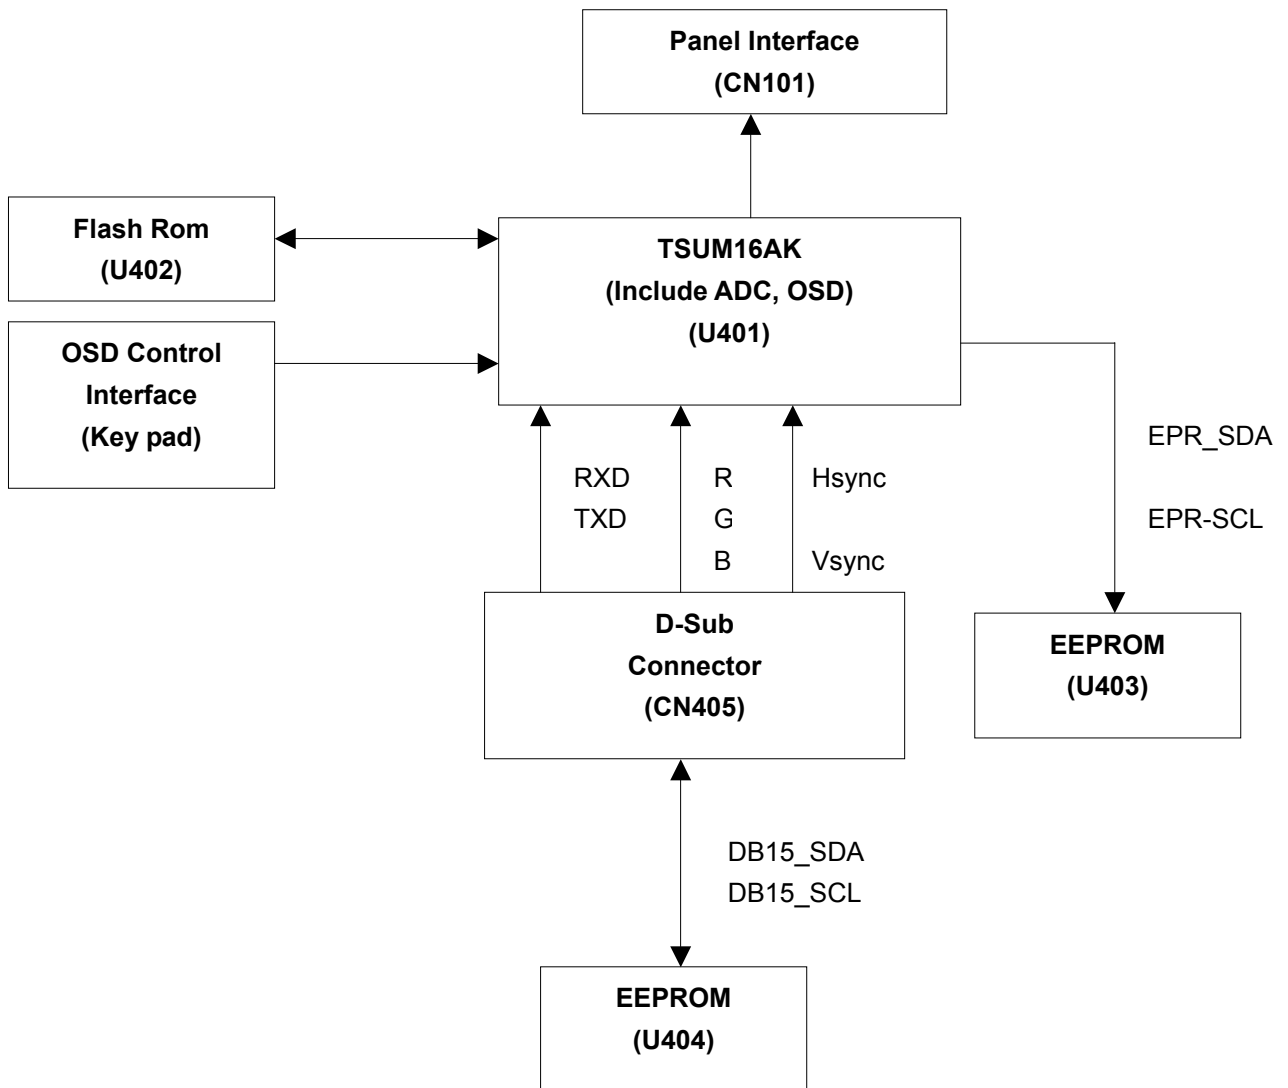 Panel Interface
(CN101)
Flash Rom
(U402)
TSUM16AK
(Include ADC, OSD)
(U401)
OSD Control
Interface
(Key pad)
EPR_SDA
EPR-SCL
RXD
TXD
R
G
B
Hsync
Vsync
D-Sub
Connector
(CN405)
EEPROM
(U403)
DB15_SDA
DB15_SCL
EEPROM
(U404)